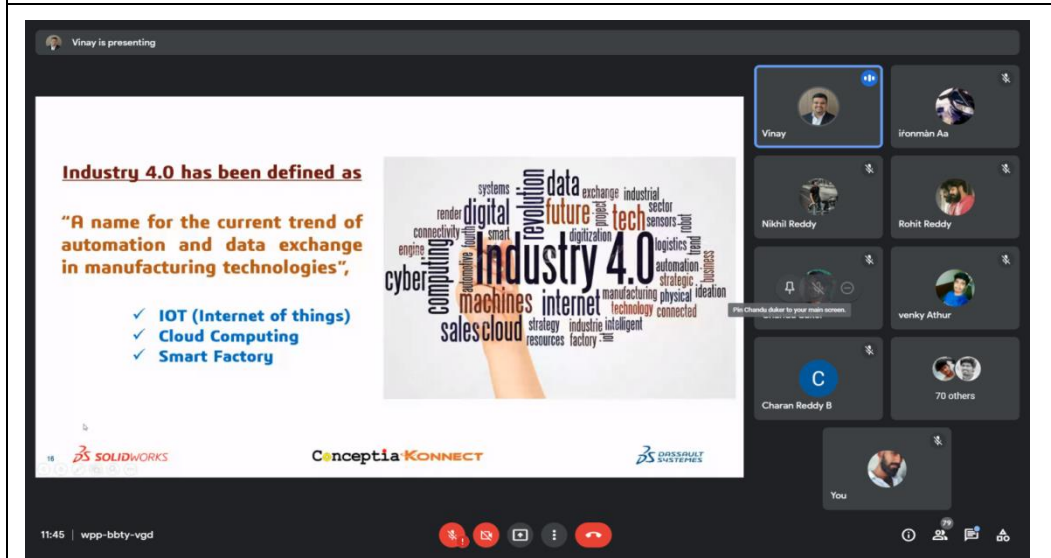 Vinay is presenting
Industry 4.0 has been defined as
“A name for the current trend of
automation and data exchange
in manufacturing technologies”,
✓ IOT (Internet of things)
✓ Cloud Computing
✓ Smart Factory
systems
revolution
data
exchange
industrial
render
digital
future
project
tech
sector
sensors
robot
connectivity
smart
fourth
digitization
logistics
trend
engine
automotive
Industry 4.0
automation
business
cyber
computing
strategic
machines
internet
manufacturing
physical
ideation
technology
connected
sales
cloud
strategy
industrie
intelligent
resources
factory
18
SOLIDWORKS
Conceptia KONNECT
DASSAULT
SYSTEMES
Vinay
ironmàn Aa
Nikhil Reddy
Rohit Reddy
Pin Chandu duker to your main screen.
venky Athur
C
Charan Reddy B
70 others
You
11:45 | wpp-bbty-vgd
79